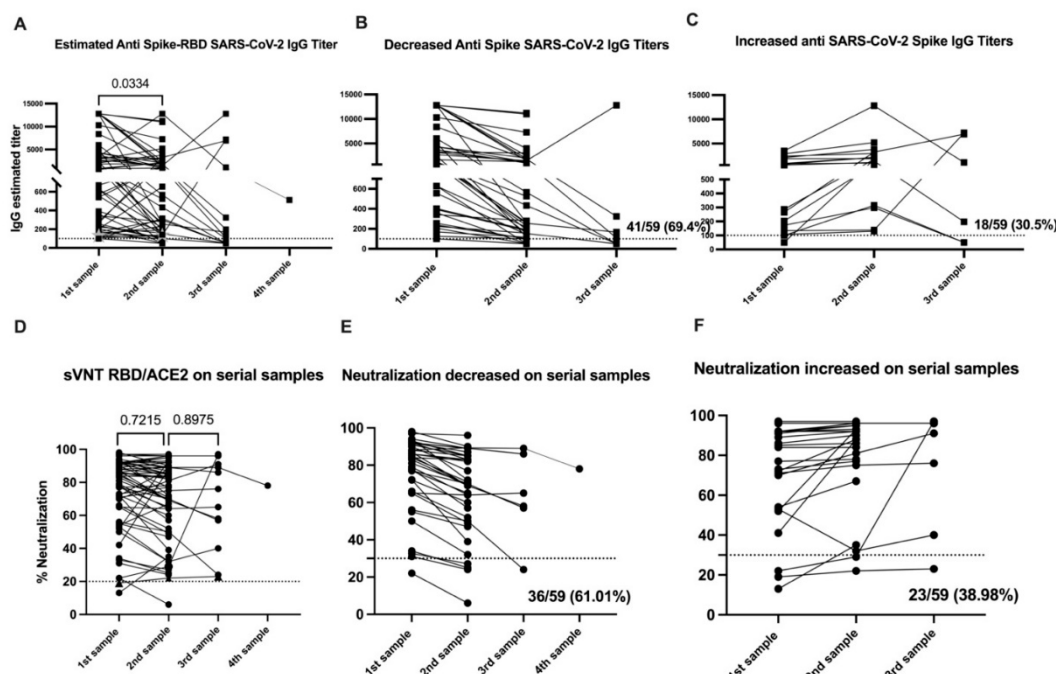 A
Estimated Anti Spike-RBD SARS-CoV-2 IgG Titer
0.0334
IgG estimated titer
15000
10000
5000
600
400
200
0
1st sample
2nd sample
3rd sample
4th sample
B
Decreased Anti Spike SARS-CoV-2 IgG Titers
15000
10000
5000
600
400
200
0
41/59 (69.4%)
1st sample
2nd sample
3rd sample
C
Increased anti SARS-CoV-2 Spike IgG Titers
15000
10000
5000
500
400
300
200
100
0
18/59 (30.5%)
1st sample
2nd sample
3rd sample
D
sVNT RBD/ACE2 on serial samples
0.7215
0.8975
% Neutralization
100
80
60
40
20
0
1st sample
2nd sample
3rd sample
4th sample
E
Neutralization decreased on serial samples
100
80
60
40
20
0
36/59 (61.01%)
1st sample
2nd sample
3rd sample
4th sample
F
Neutralization increased on serial samples
100
80
60
40
20
0
23/59 (38.98%)
1st sample
2nd sample
3rd sample